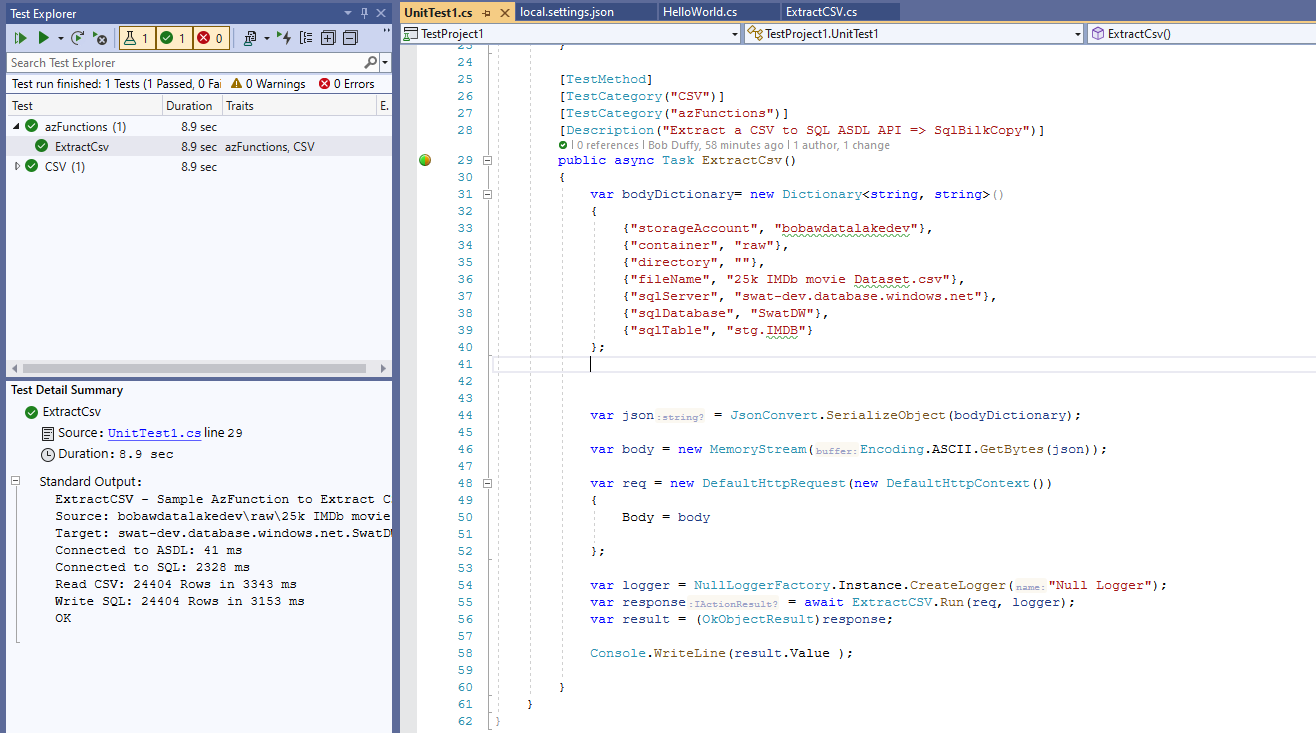 Test Explorer
1 1 0
Search Test Explorer
Test run finished: 1 Tests (1 Passed, 0 Fai 0 Warnings 0 Errors
Test Duration Traits E.
azFunctions (1) 8.9 sec
ExtractCsv 8.9 sec azFunctions, CSV
CSV (1) 8.9 sec
Test Detail Summary
ExtractCsv
Source: UnitTest1.cs line 29
Duration: 8.9 sec
Standard Output:
ExtractCSV - Sample AzFunction to Extract C
Source: bobawdatalakedev\raw\25k IMDb movie
Target: swat-dev.database.windows.net.SwatDW
Connected to ASDL: 41 ms
Connected to SQL: 2328 ms
Read CSV: 24404 Rows in 3343 ms
Write SQL: 24404 Rows in 3153 ms
OK
UnitTest1.cs local.settings.json HelloWorld.cs ExtractCSV.cs
TestProject1 TestProject1.UnitTest1 ExtractCsv()
23 }
24
25 [TestMethod]
26 [TestCategory("CSV")]
27 [TestCategory("azFunctions")]
28 [Description("Extract a CSV to SQL ASDL API => SqlBilkCopy")]
| 0 references | Bob Duffy, 58 minutes ago | 1 author, 1 change
29 public async Task ExtractCsv()
30 {
31 var bodyDictionary= new Dictionary<string, string>()
32 {
33 {"storageAccount", "bobawdatalakedev"},
34 {"container", "raw"},
35 {"directory", ""},
36 {"fileName", "25k IMDb movie Dataset.csv"},
37 {"sqlServer", "swat-dev.database.windows.net"},
38 {"sqlDatabase", "SwatDW"},
39 {"sqlTable", "stg.IMDB"}
40 };
41
42
43
44 var json:string? = JsonConvert.SerializeObject(bodyDictionary);
45
46 var body = new MemoryStream(buffer:Encoding.ASCII.GetBytes(json));
47
48 var req = new DefaultHttpRequest(new DefaultHttpContext())
49 {
50 Body = body
51
52 };
53
54 var logger = NullLoggerFactory.Instance.CreateLogger(name:"Null Logger");
55 var response:IActionResult? = await ExtractCSV.Run(req, logger);
56 var result = (OkObjectResult)response;
57
58 Console.WriteLine(result.Value );
59
60 }
61 }
62 }